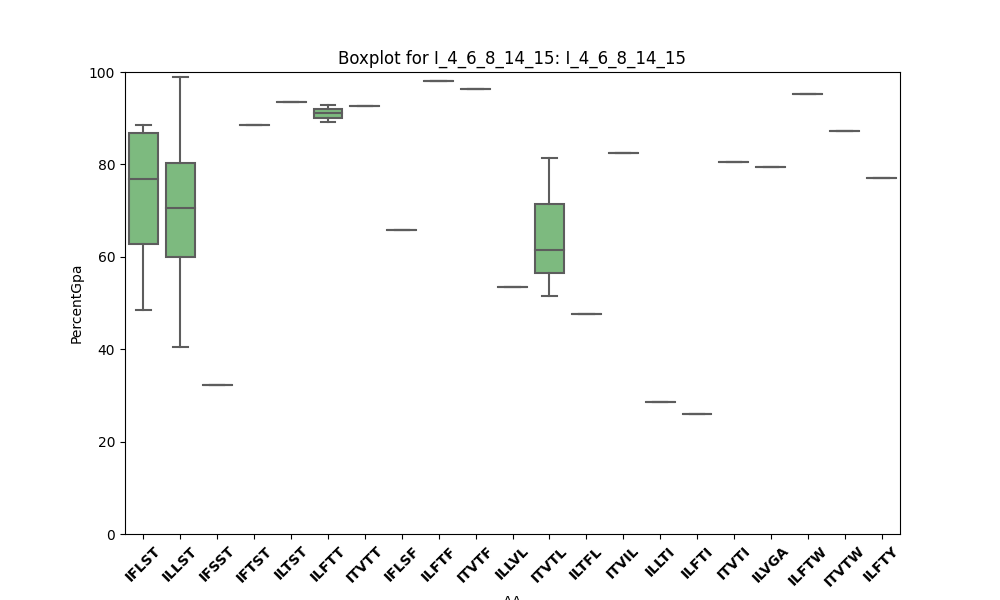 Boxplot for I_4_6_8_14_15: I_4_6_8_14_15
PercentGpa
100
80
60
40
20
0
IFLST
ILLST
IFSST
IFTST
ILTST
ILFTT
ITVTT
IFLSF
ILFTF
ITVTF
ILLVL
ITVTL
ILTFL
ITVIL
ILLTI
ILFTI
ITVTI
ILVGA
ILFTW
ITVTW
ILFTY
AA